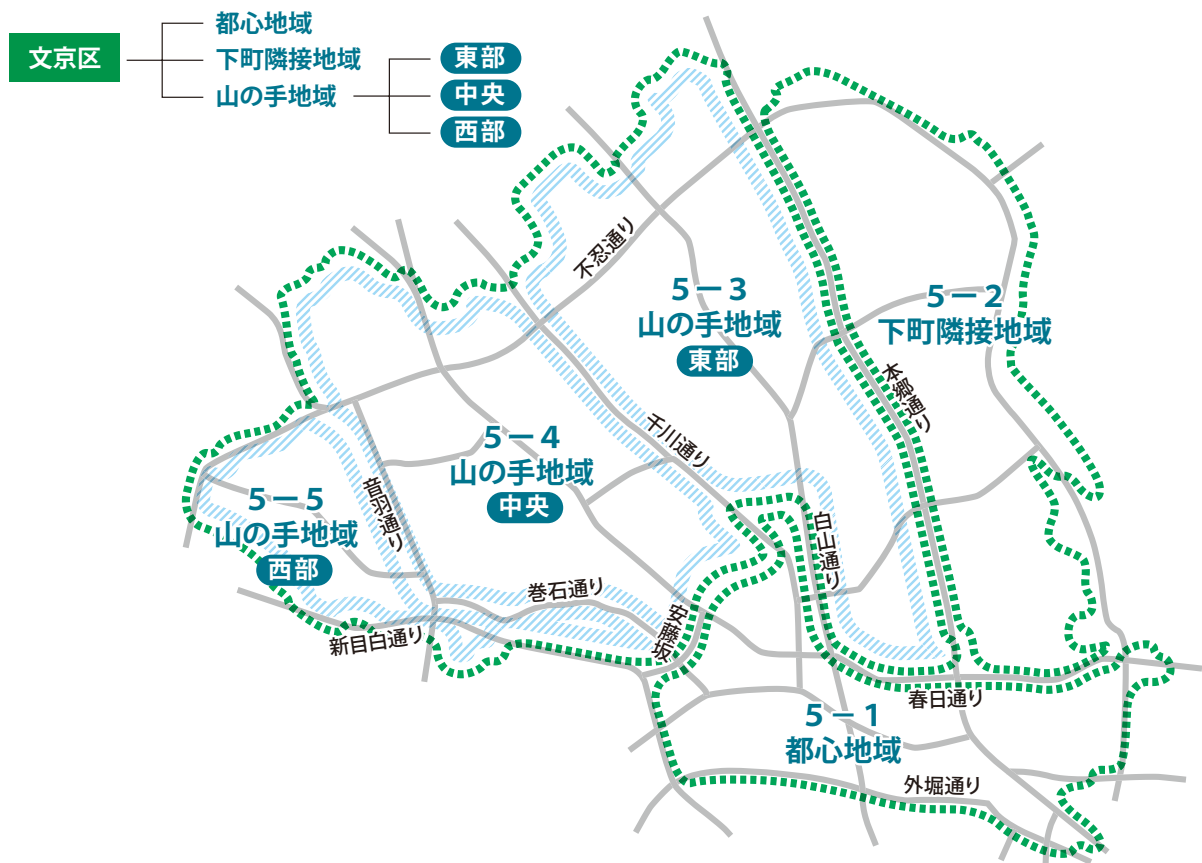 文京区
都心地域
下町隣接地域
山の手地域
東部
中央
西部
不忍通り
5－3
山の手地域
東部
5－2
下町隣接地域
本郷通り
千川通り
5－4
山の手地域
中央
音羽通り
5－5
山の手地域
西部
白山通り
巻石通り
安藤坂
新目白通り
春日通り
5－1
都心地域
外堀通り